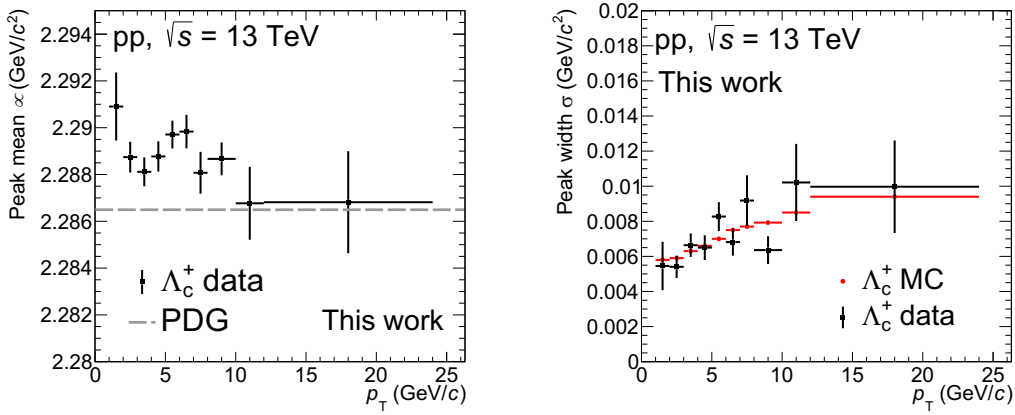 Peak mean ∝ (GeV/c²)
2.294
2.292
2.29
2.288
2.286
2.284
2.282
2.28
pp, √s = 13 TeV
Λc+ data
PDG
This work
0 5 10 15 20 25
pT (GeV/c)
Peak width σ (GeV/c²)
0.02
0.018
0.016
0.014
0.012
0.01
0.008
0.006
0.004
0.002
0
pp, √s = 13 TeV
This work
Λc+ MC
Λc+ data
0 5 10 15 20 25
pT (GeV/c)